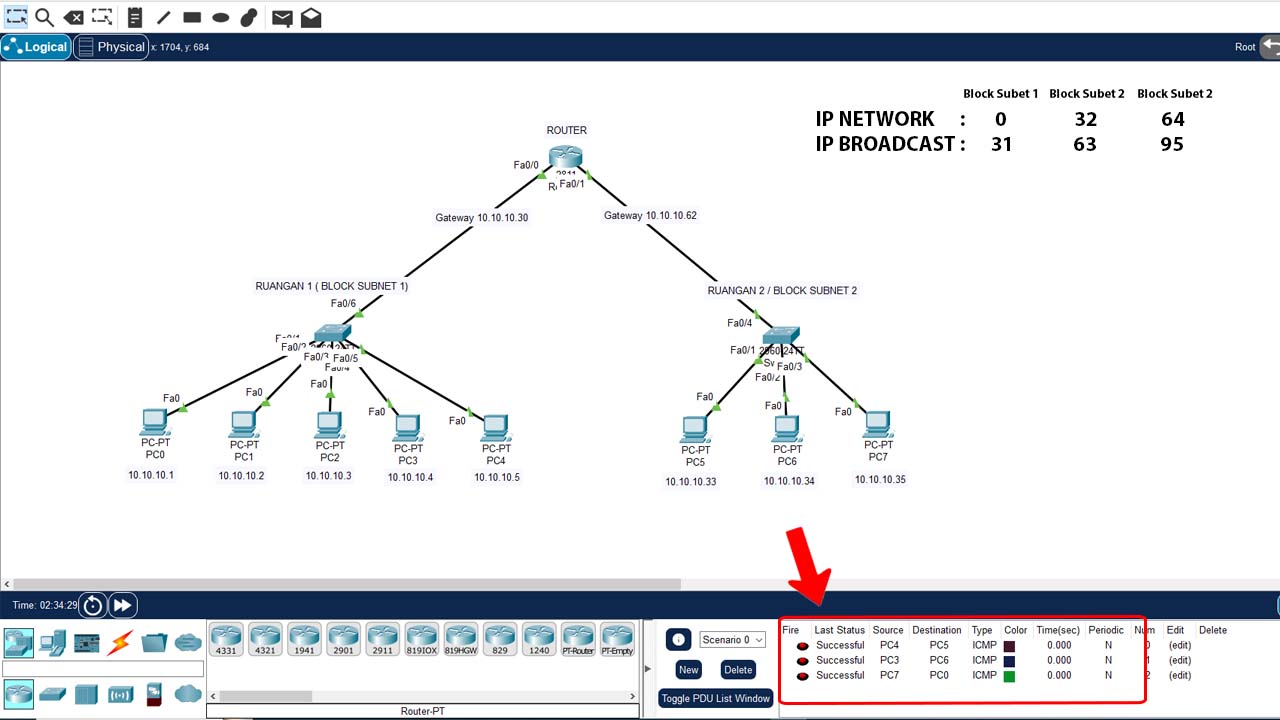 Logical Physical x: 1704, y: 684 Root
Block Subet 1 Block Subet 2 Block Subet 2
IP NETWORK : 0 32 64
IP BROADCAST : 31 63 95
ROUTER
Fa0/0
Fa0/1
Gateway 10.10.10.30 Gateway 10.10.10.62
RUANGAN 1 ( BLOCK SUBNET 1) RUANGAN 2 / BLOCK SUBNET 2
Fa0/6
Fa0/4
Fa0/3 Fa0/5
Fa0/1
Fa0/3
Fa0/2
Fa0 Fa0 Fa0 Fa0 Fa0 Fa0 Fa0 Fa0
PC-PT PC-PT PC-PT PC-PT PC-PT PC-PT PC-PT PC-PT
PC0 PC1 PC2 PC3 PC4 PC5 PC6 PC7
10.10.10.1 10.10.10.2 10.10.10.3 10.10.10.4 10.10.10.5 10.10.10.33 10.10.10.34 10.10.10.35
Time: 02:34:29
4331 4321 1941 2901 2911 819IOX 819HGW 829 1240 PT-Router PT-Empty
Router-PT
Scenario 0
New Delete
Toggle PDU List Window
Fire Last Status Source Destination Type Color Time(sec) Periodic Num Edit Delete
Successful PC4 PC5 ICMP 0.000 N 0 (edit)
Successful PC3 PC6 ICMP 0.000 N 1 (edit)
Successful PC7 PC0 ICMP 0.000 N 2 (edit)